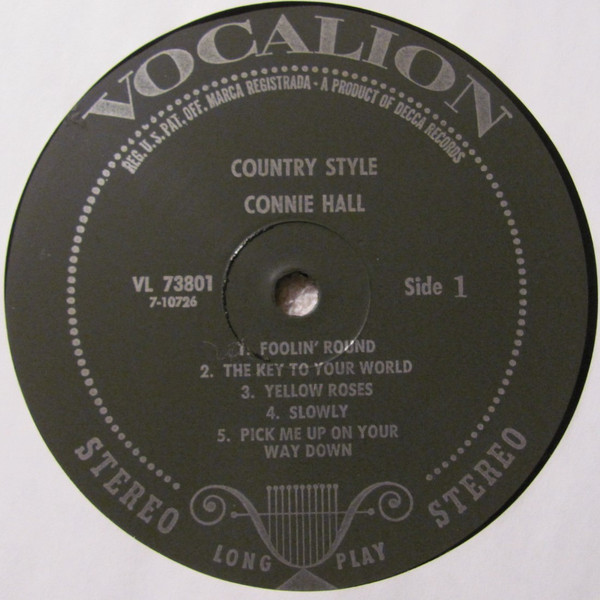 VOCALION
REG. U.S. PAT. OFF. MARCA REGISTRADA - A PRODUCT OF DECCA RECORDS
COUNTRY STYLE
CONNIE HALL
VL 73801
7-10726
Side 1
1. FOOLIN' ROUND
2. THE KEY TO YOUR WORLD
3. YELLOW ROSES
4. SLOWLY
5. PICK ME UP ON YOUR
WAY DOWN
STEREO
STEREO
LONG PLAY